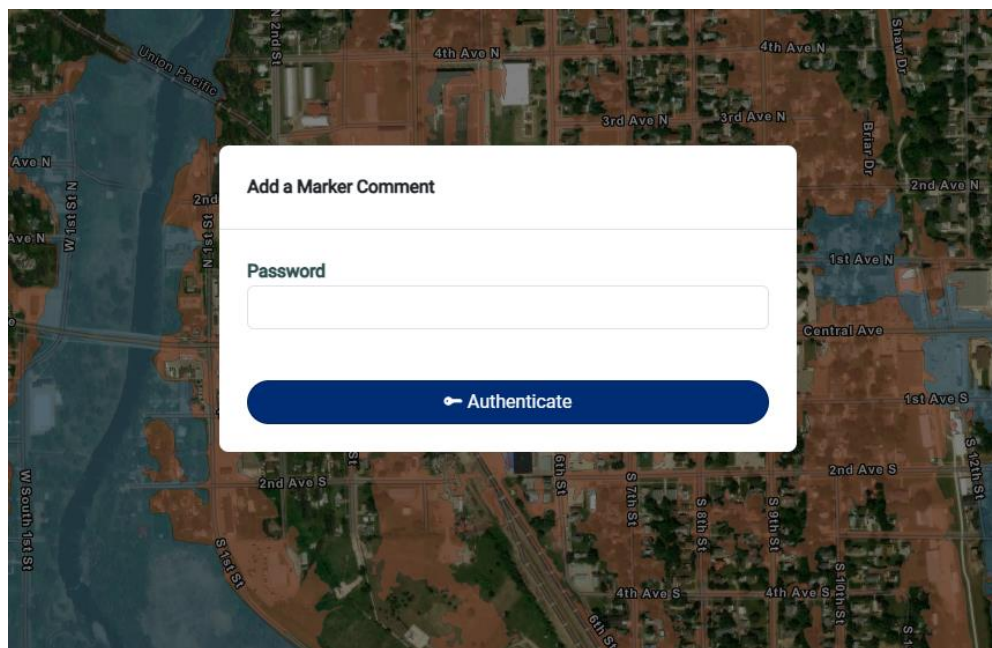 N 2nd St
Union Pacific
4th Ave N
4th Ave N
Shaw Dr
3rd Ave N
3rd Ave N
Briar Dr
Ave N
W 1st St N
2nd
N 1st St
Ave N
2nd Ave N
1st Ave N
Central Ave
1st Ave S
Add a Marker Comment
Password
Authenticate
St
2nd Ave S
6th St
S 7th St
S 8th St
S 9th St
2nd Ave S
S 12th St
W South 1st St
S 1st St
4th Ave S
4th Ave S
S 10th St
6th St
S 1